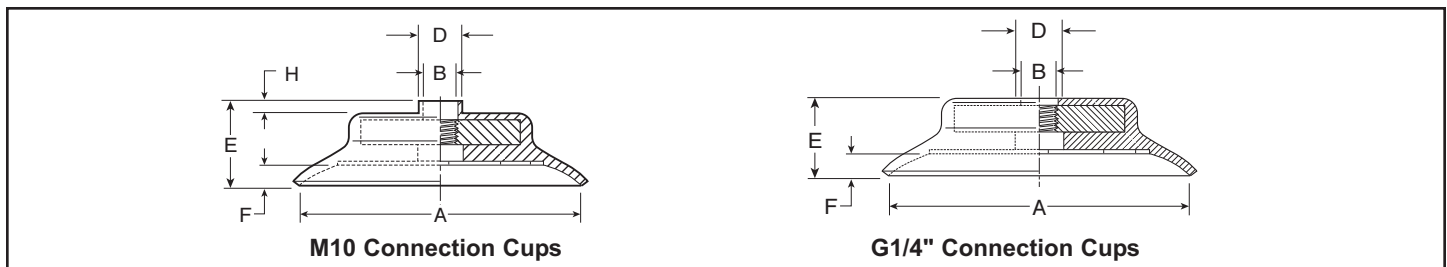 D
B
H
E
F
A
M10 Connection Cups
D
B
E
F
A
G1/4" Connection Cups